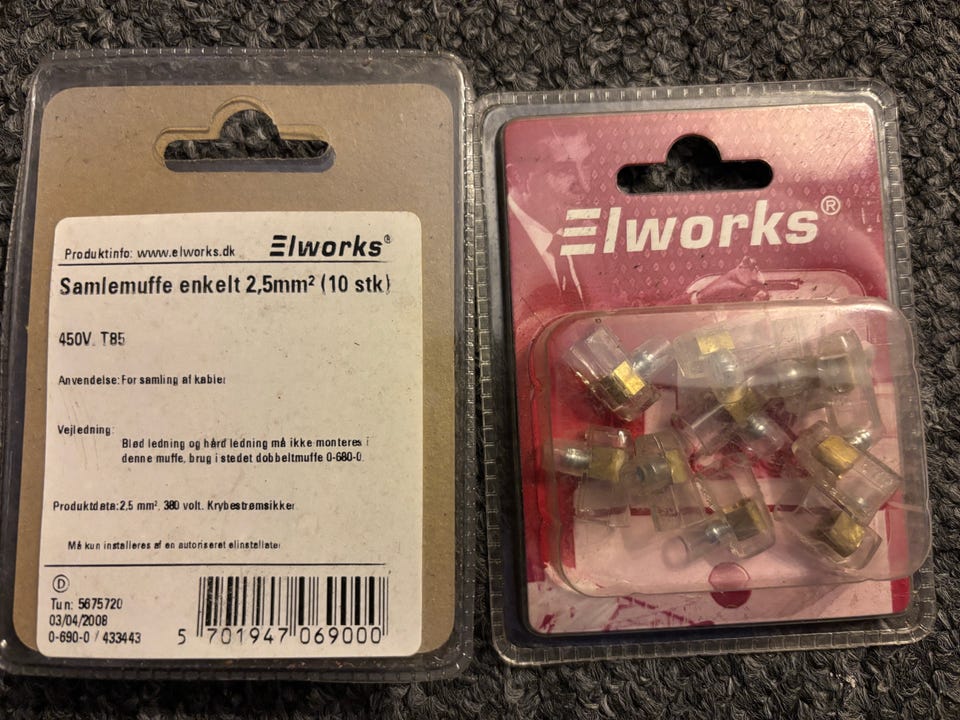 Produktinfo: www.elworks.dk Elworks®
Samlemuffe enkelt 2,5mm² (10 stk)
450V. T85
Anvendelse: For samling af kabler
Vejledning:
Blød ledning og hård ledning må ikke monteres i
denne muffe, brug i stedet dobbeltmuffe 0-680-0.
Produktdata: 2,5 mm², 380 volt. Krybestrømsikker.
Må kun installeres af en autoriseret elinstallatør
D
Tun: 5675720
03/04/2008
0-690-0 / 433443
5 701947 069000
Elworks®